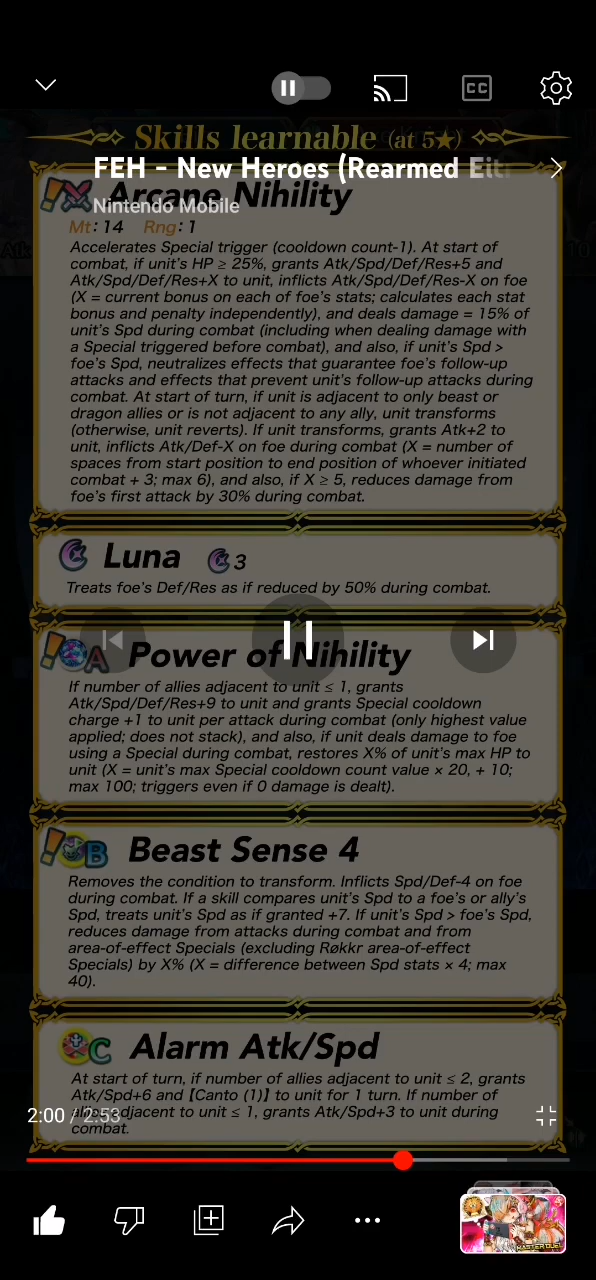 CC
Skills learnable (at 5★)
FEH - New Heroes (Rearmed Eit
Arcane Nihility
Nintendo Mobile
Mt: 14 Rng: 1
Accelerates Special trigger (cooldown count-1). At start of
combat, if unit's HP ≥ 25%, grants Atk/Spd/Def/Res+5 and
Atk/Spd/Def/Res+X to unit, inflicts Atk/Spd/Def/Res-X on foe
(X = current bonus on each of foe's stats; calculates each stat
bonus and penalty independently), and deals damage = 15% of
unit's Spd during combat (including when dealing damage with
a Special triggered before combat), and also, if unit's Spd >
foe's Spd, neutralizes effects that guarantee foe's follow-up
attacks and effects that prevent unit's follow-up attacks during
combat. At start of turn, if unit is adjacent to only beast or
dragon allies or is not adjacent to any ally, unit transforms
(otherwise, unit reverts). If unit transforms, grants Atk+2 to
unit, inflicts Atk/Def-X on foe during combat (X = number of
spaces from start position to end position of whoever initiated
combat + 3; max 6), and also, if X ≥ 5, reduces damage from
foe's first attack by 30% during combat.
Luna 3
Treats foe's Def/Res as if reduced by 50% during combat.
A Power of Nihility
If number of allies adjacent to unit ≤ 1, grants
Atk/Spd/Def/Res+9 to unit and grants Special cooldown
charge +1 to unit per attack during combat (only highest value
applied; does not stack), and also, if unit deals damage to foe
using a Special during combat, restores X% of unit's max HP to
unit (X = unit's max Special cooldown count value × 20, + 10;
max 100; triggers even if 0 damage is dealt).
B Beast Sense 4
Removes the condition to transform. Inflicts Spd/Def-4 on foe
during combat. If a skill compares unit's Spd to a foe's or ally's
Spd, treats unit's Spd as if granted +7. If unit's Spd > foe's Spd,
reduces damage from attacks during combat and from
area-of-effect Specials (excluding Røkkr area-of-effect
Specials) by X% (X = difference between Spd stats × 4; max
40).
C Alarm Atk/Spd
At start of turn, if number of allies adjacent to unit ≤ 2, grants
Atk/Spd+6 and 【Canto (1)】 to unit for 1 turn. If number of
allies adjacent to unit ≤ 1, grants Atk/Spd+3 to unit during
combat.
2:00 / 2:53
MASTER DUEL